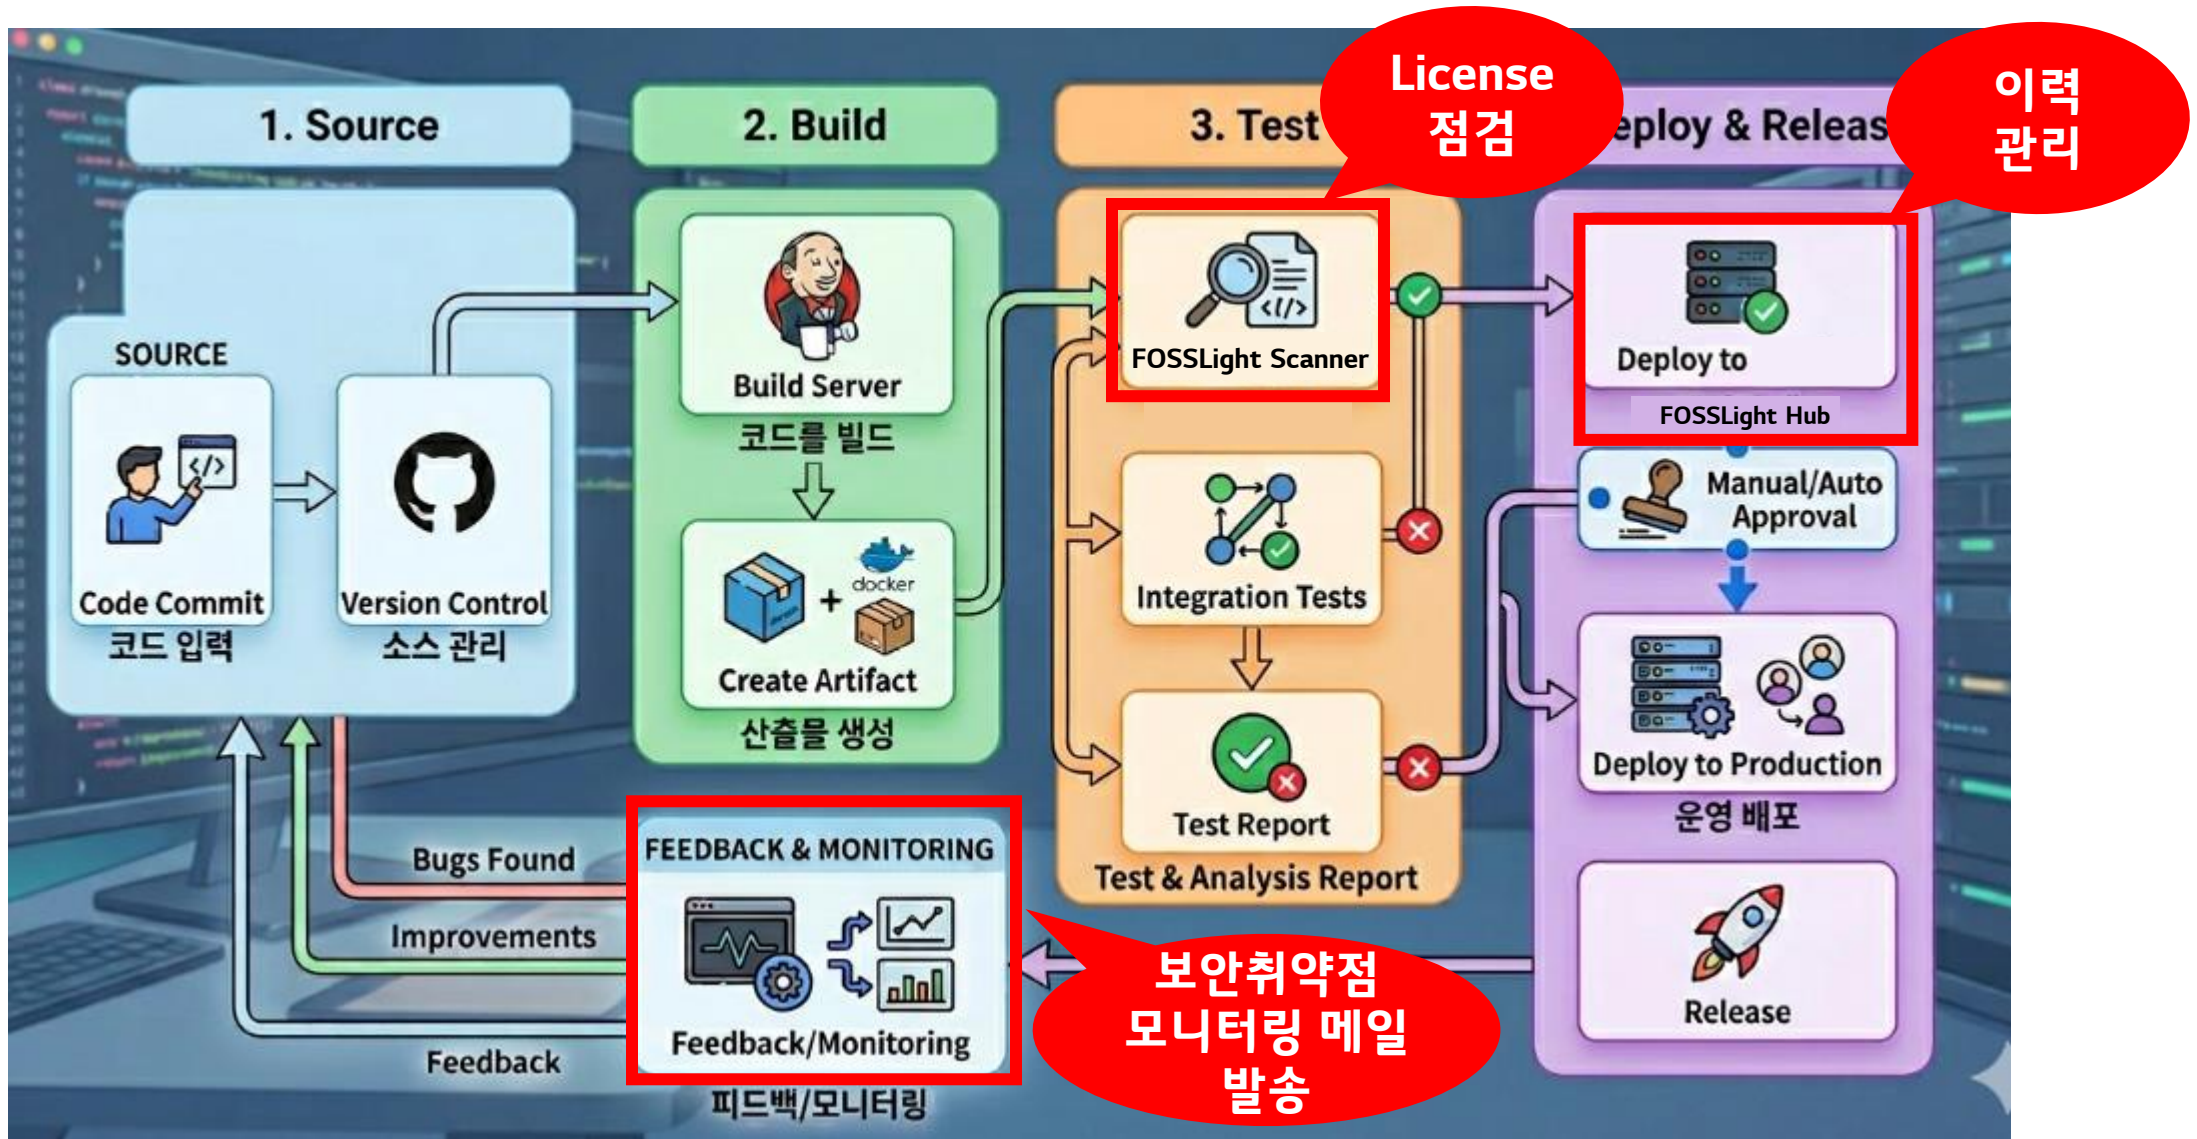 1. Source
2. Build
3. Test
eploy & Releas
License
점검
이력
관리
SOURCE
Code Commit
코드 입력
Version Control
소스 관리
Build Server
코드를 빌드
docker
Create Artifact
산출물 생성
FOSSLight Scanner
Integration Tests
Test Report
Test & Analysis Report
Deploy to
FOSSLight Hub
Manual/Auto
Approval
Deploy to Production
운영 배포
Release
Bugs Found
Improvements
Feedback
FEEDBACK & MONITORING
Feedback/Monitoring
피드백/모니터링
보안취약점
모니터링 메일
발송